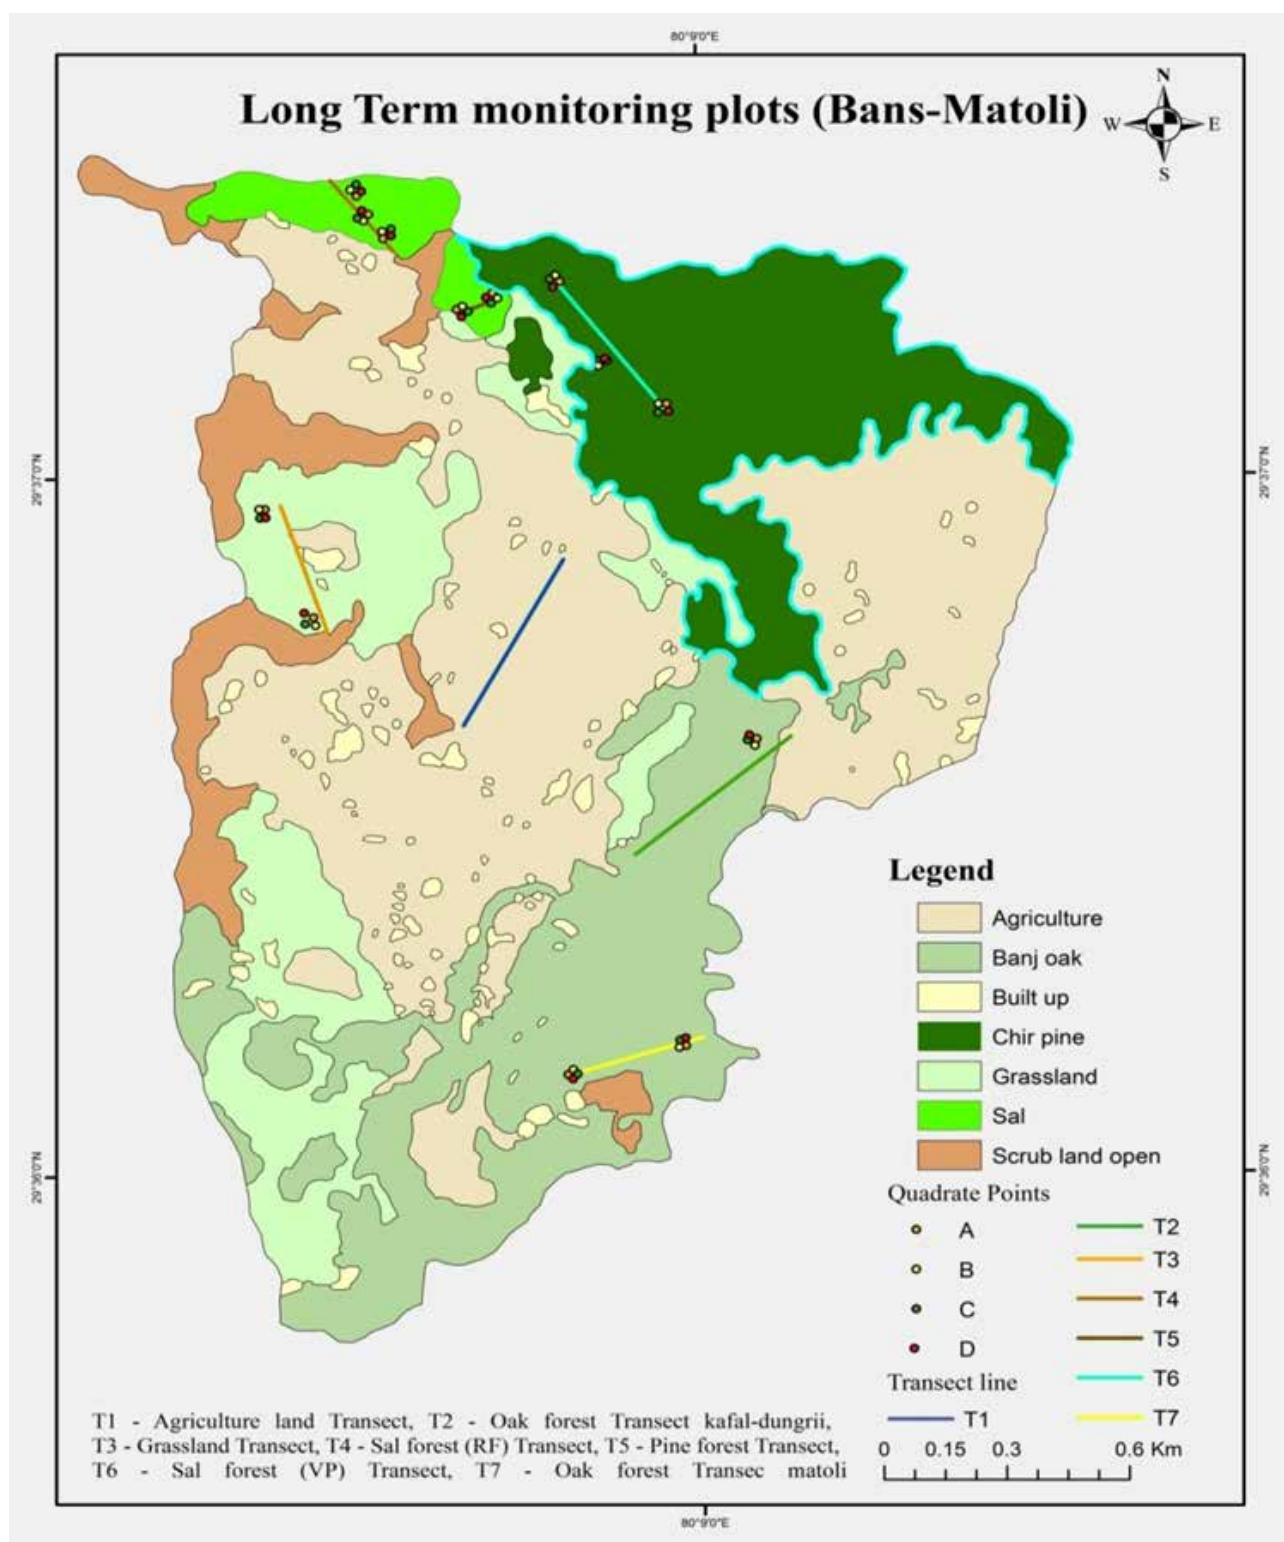 80°9'0"E
Long Term monitoring plots (Bans-Matoli)
N
W E
S
29°37'0"N
29°37'0"N
Legend
Agriculture
Banj oak
Built up
Chir pine
Grassland
Sal
Scrub land open
29°36'0"N
29°36'0"N
Quadrate Points
A
B
C
D
T2
T3
T4
T5
T6
T7
Transect line
T1
0 0.15 0.3 0.6 Km
T1 - Agriculture land Transect, T2 - Oak forest Transect kafal-dungrii,
T3 - Grassland Transect, T4 - Sal forest (RF) Transect, T5 - Pine forest Transect,
T6 - Sal forest (VP) Transect, T7 - Oak forest Transec matoli
80°9'0"E